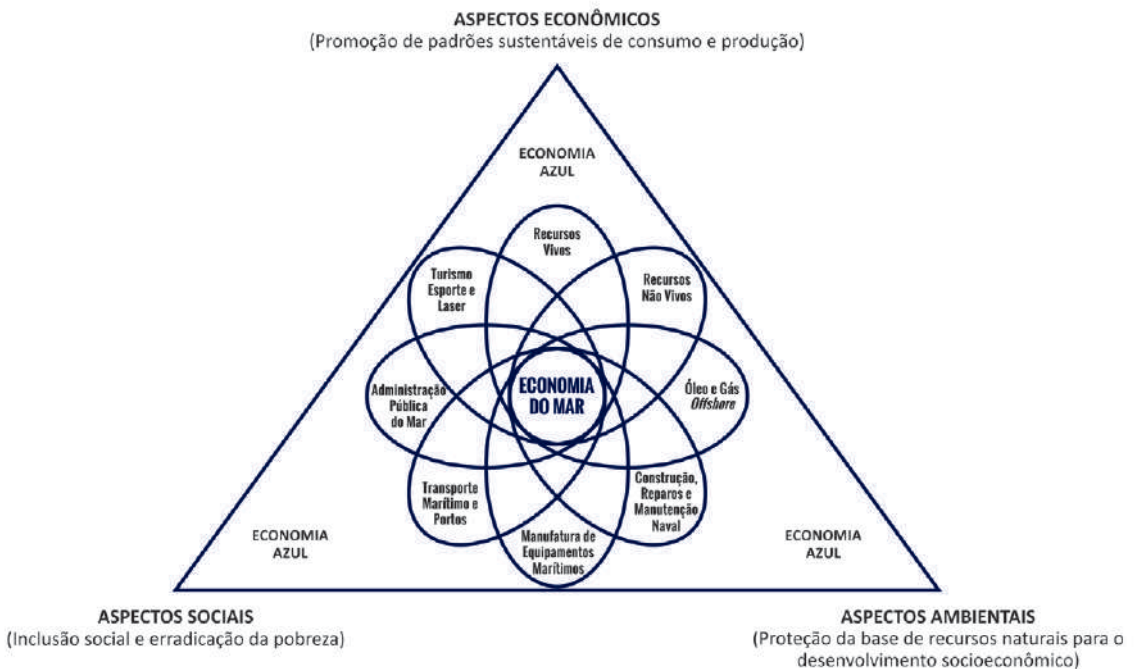 ASPECTOS ECONÔMICOS
(Promoção de padrões sustentáveis de consumo e produção)
ECONOMIA
AZUL
Recursos
Vivos
Turismo
Esporte e
Laser
Recursos
Não Vivos
Administração
Pública
do Mar
ECONOMIA
DO MAR
Óleo e Gás
Offshore
Transporte
Marítimo e
Portos
Construção,
Reparos e
Manutenção
Naval
Manufatura de
Equipamentos
Marítimos
ECONOMIA
AZUL
ECONOMIA
AZUL
ASPECTOS SOCIAIS
(Inclusão social e erradicação da pobreza)
ASPECTOS AMBIENTAIS
(Proteção da base de recursos naturais para o
desenvolvimento socioeconômico)